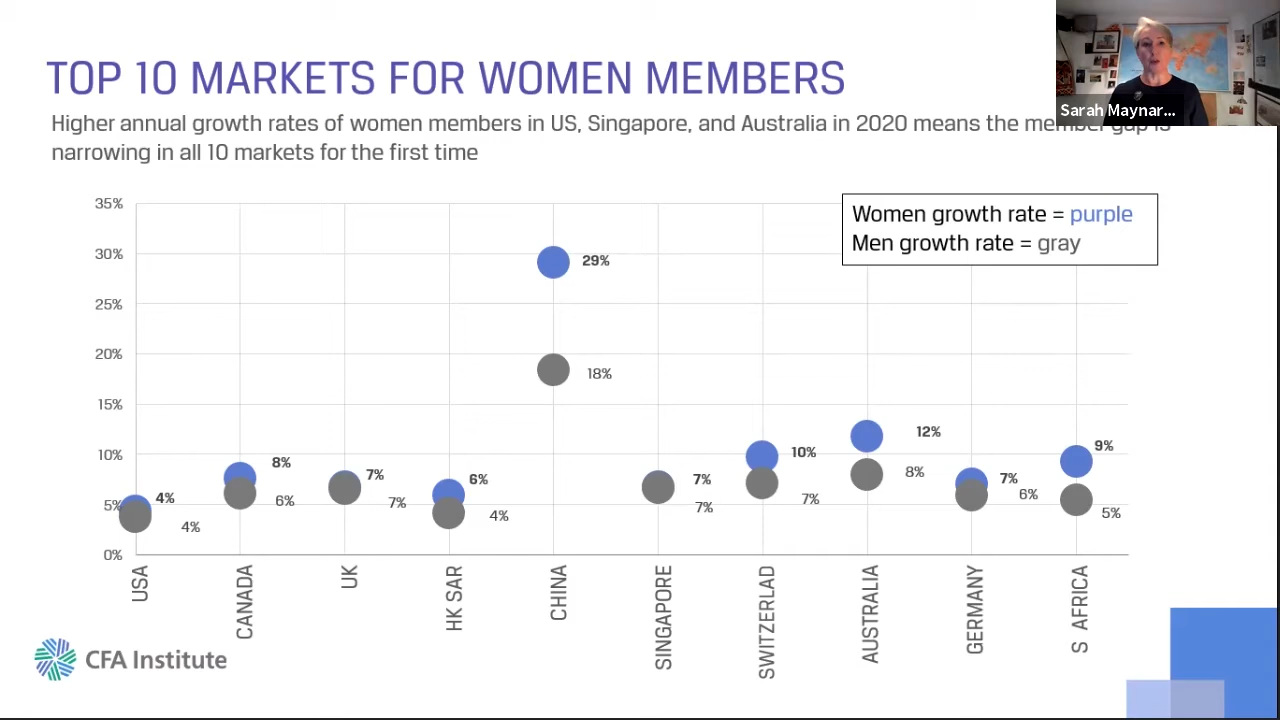 TOP 10 MARKETS FOR WOMEN MEMBERS
Sarah Maynar...
Higher annual growth rates of women members in US, Singapore, and Australia in 2020 means the member gap is
narrowing in all 10 markets for the first time
Women growth rate = purple
Men growth rate = gray
35%
30%
25%
20%
15%
10%
5%
0%
4%
4%
8%
6%
7%
7%
6%
4%
29%
18%
7%
7%
10%
7%
12%
8%
7%
6%
9%
5%
USA
CANADA
UK
HK SAR
CHINA
SINGAPORE
SWITZERLAD
AUSTRALIA
GERMANY
S AFRICA
CFA Institute